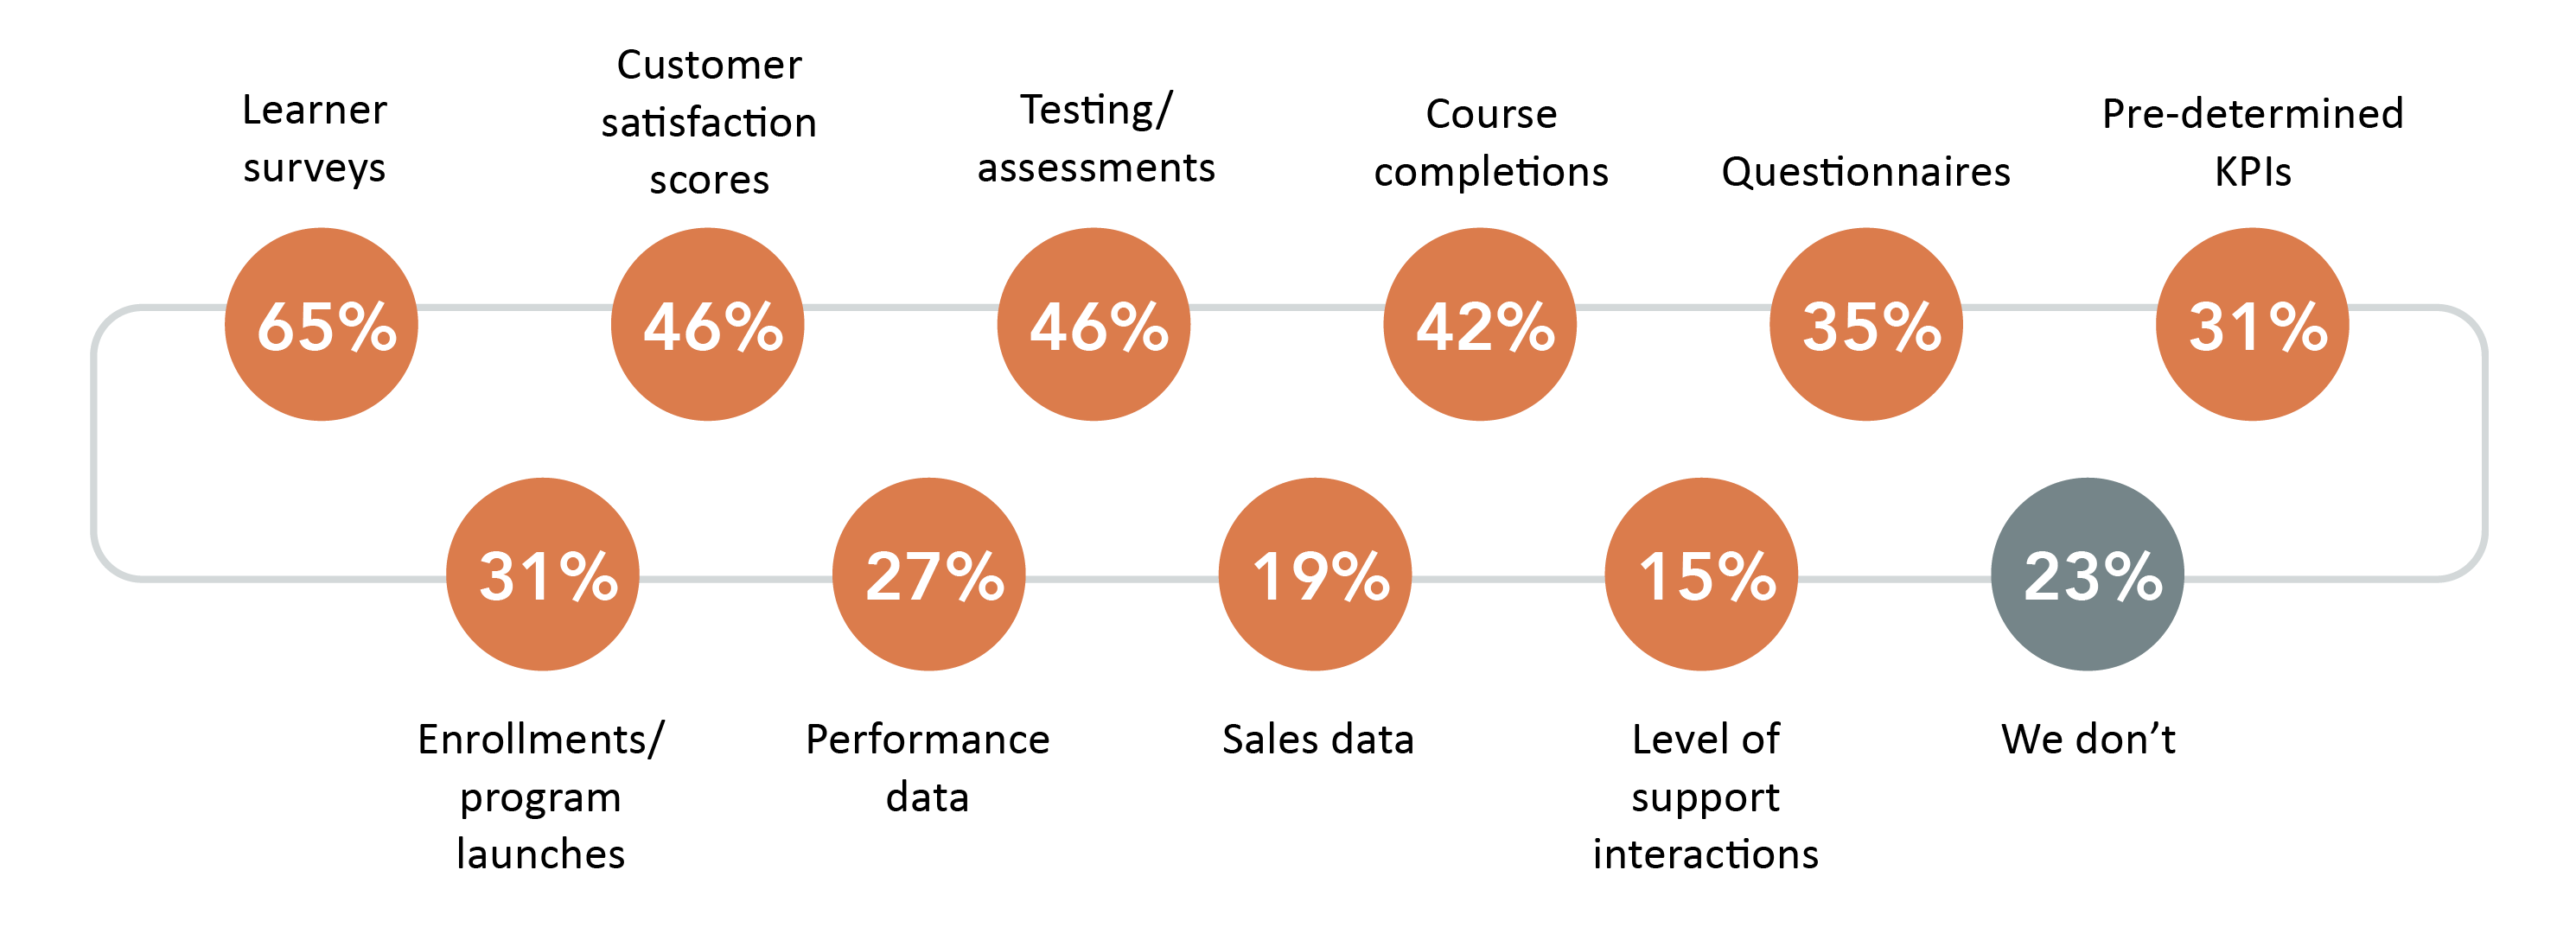 Learner
surveys
65%
Customer
satisfaction
scores
46%
Testing/
assessments
46%
Course
completions
42%
Questionnaires
35%
Pre-determined
KPIs
31%
31%
Enrollments/
program
launches
27%
Performance
data
19%
Sales data
15%
Level of
support
interactions
23%
We don’t